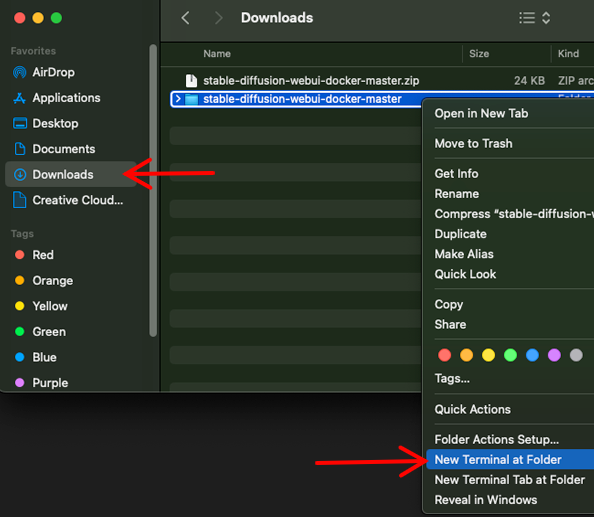 Downloads
Favorites
AirDrop
Applications
Desktop
Documents
Downloads
Creative Cloud...
Tags
Red
Orange
Yellow
Green
Blue
Purple
Name Size Kind
stable-diffusion-webui-docker-master.zip 24 KB ZIP arc
stable-diffusion-webui-docker-master
Open in New Tab
Move to Trash
Get Info
Rename
Compress “stable-diffusion-w
Duplicate
Make Alias
Quick Look
Copy
Share
Tags...
Quick Actions
Folder Actions Setup...
New Terminal at Folder
New Terminal Tab at Folder
Reveal in Windows